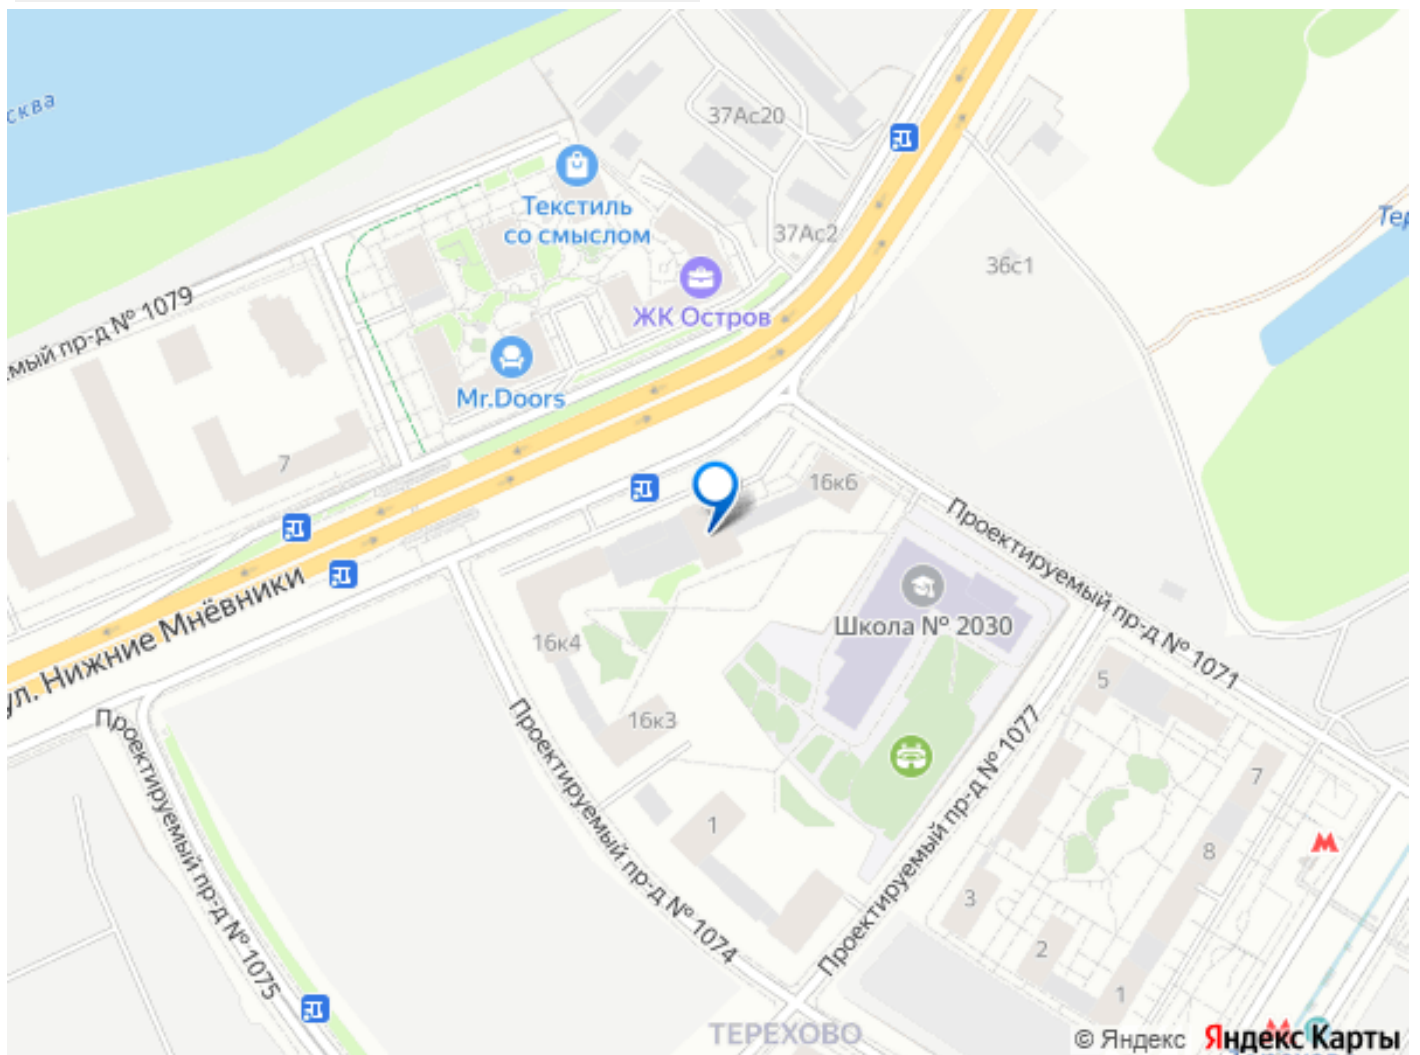 сква
37Ас20
Текстиль
со смыслом
37Ас2
36с1
Тер
ЖК Остров
мый пр-д № 1079
Mr.Doors
7
16к6
Проектируемый пр-д № 1071
Школа № 2030
ул. Нижние Мнёвники
16к4
16к3
5
Проектируемый пр-д № 1077
7
Проектируемый пр-д № 1075
Проектируемый пр-д № 1074
1
8
3
2
1
ТЕРЕХОВО
© Яндекс Яндекс Карты